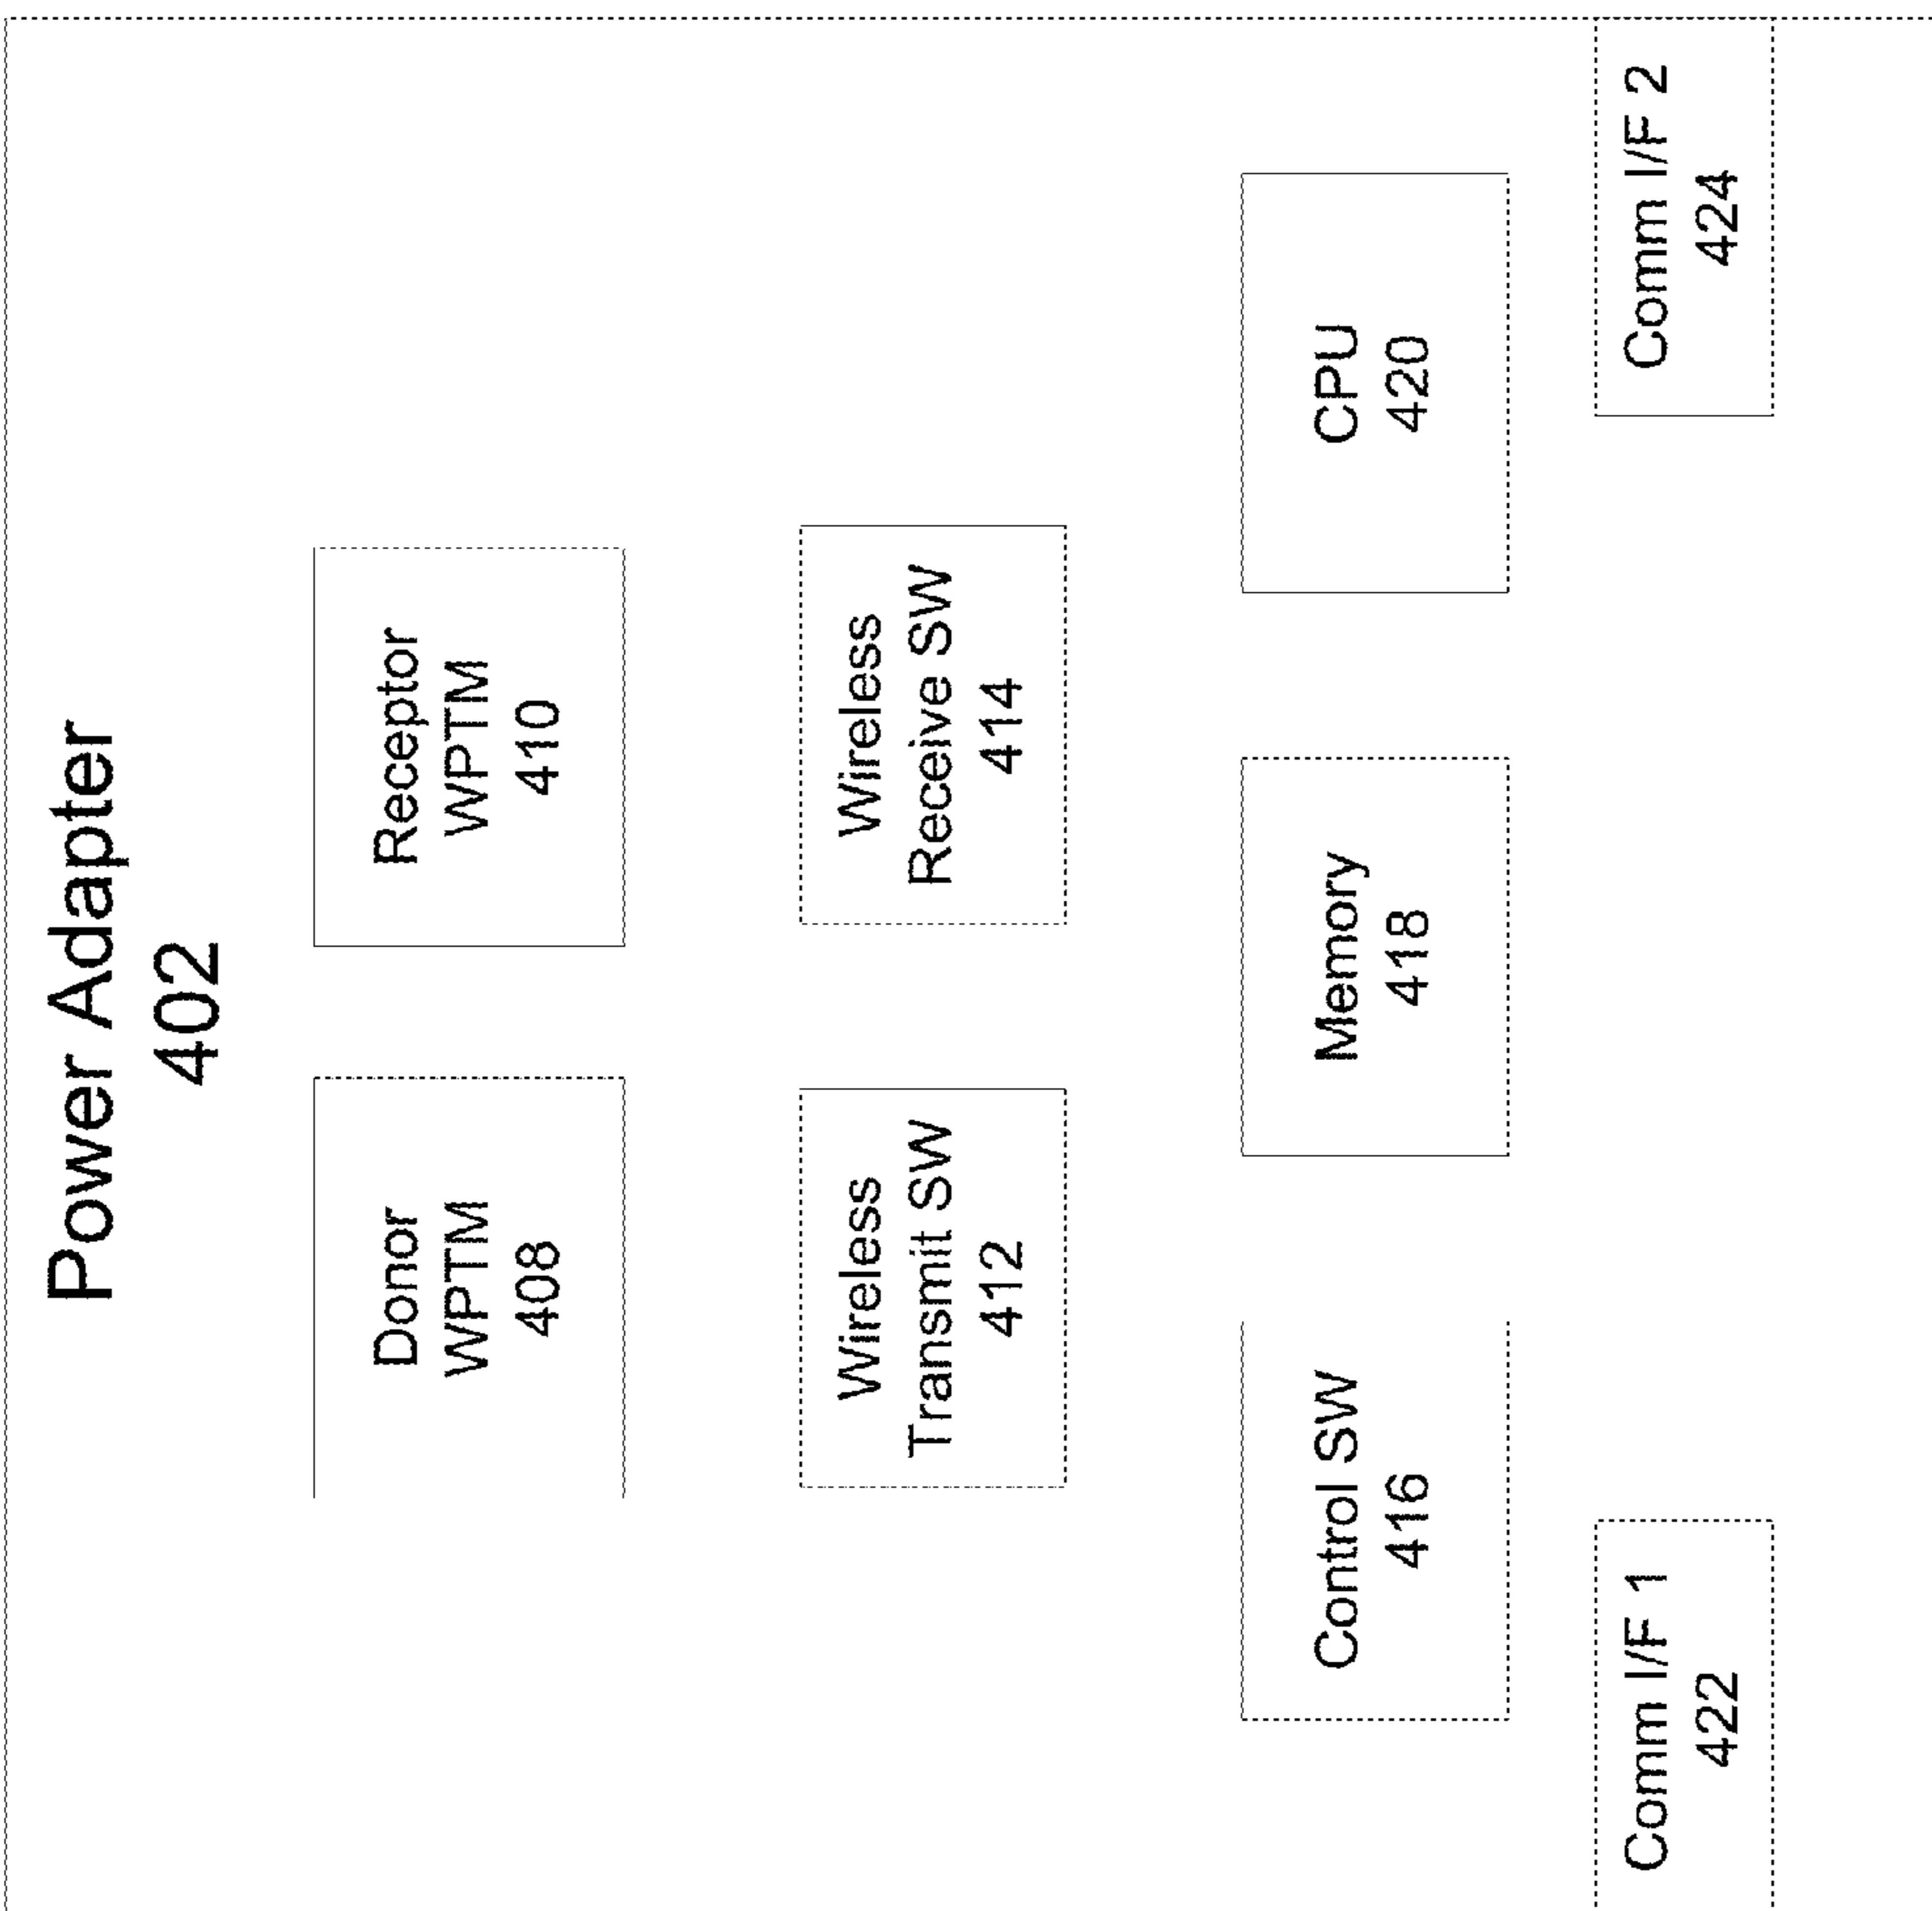 Power Adapter
402
Donor
WPTM
408
Receptor
WPTM
410
Wireless
Transmit SW
412
Wireless
Receive SW
414
Control SW
416
Memory
418
CPU
420
Comm I/F 1
422
Comm I/F 2
424